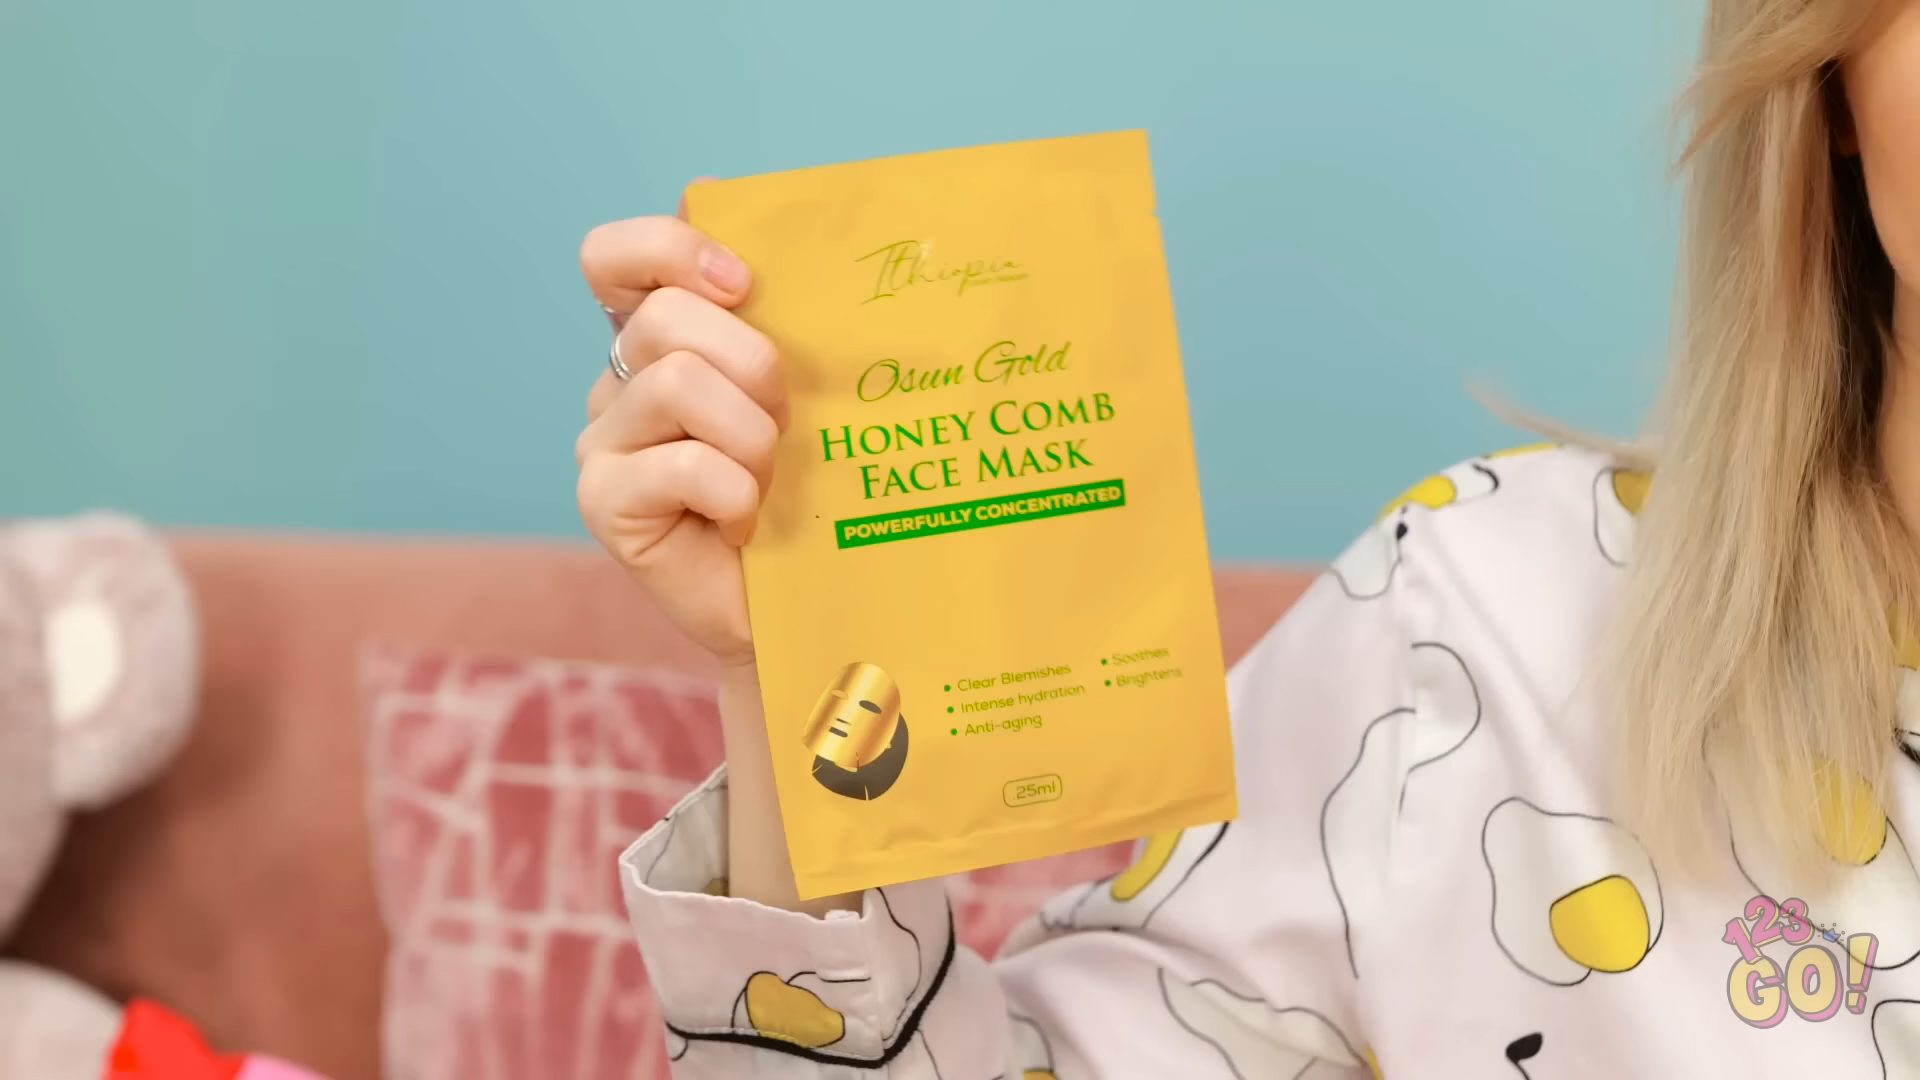 Ithiopia
Osun Gold
HONEY COMB
FACE MASK
POWERFULLY CONCENTRATED
• Clear Blemishes
• Intense hydration
• Anti-aging
• Soothes
• Brightens
.25ml
123
GO!